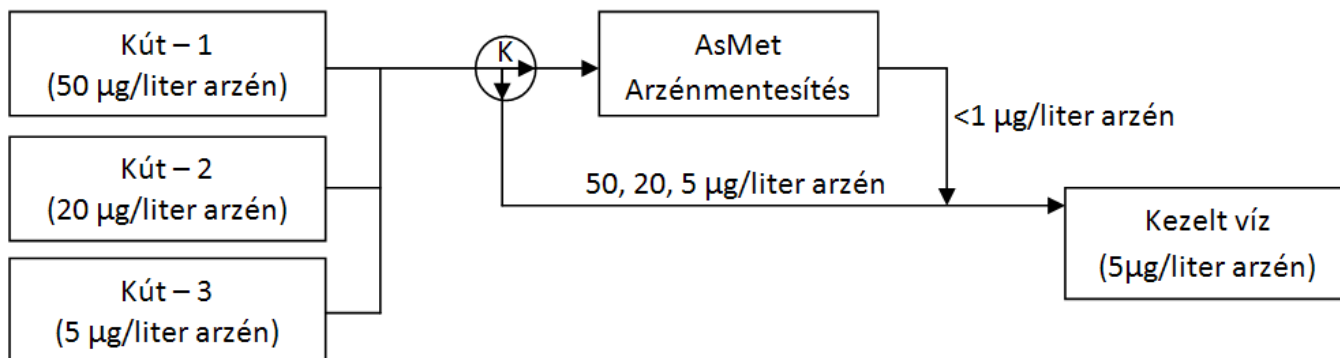 Kút – 1
(50 µg/liter arzén)
Kút – 2
(20 µg/liter arzén)
Kút – 3
(5 µg/liter arzén)
K
AsMet
Arzénmentesítés
<1 µg/liter arzén
50, 20, 5 µg/liter arzén
Kezelt víz
(5µg/liter arzén)